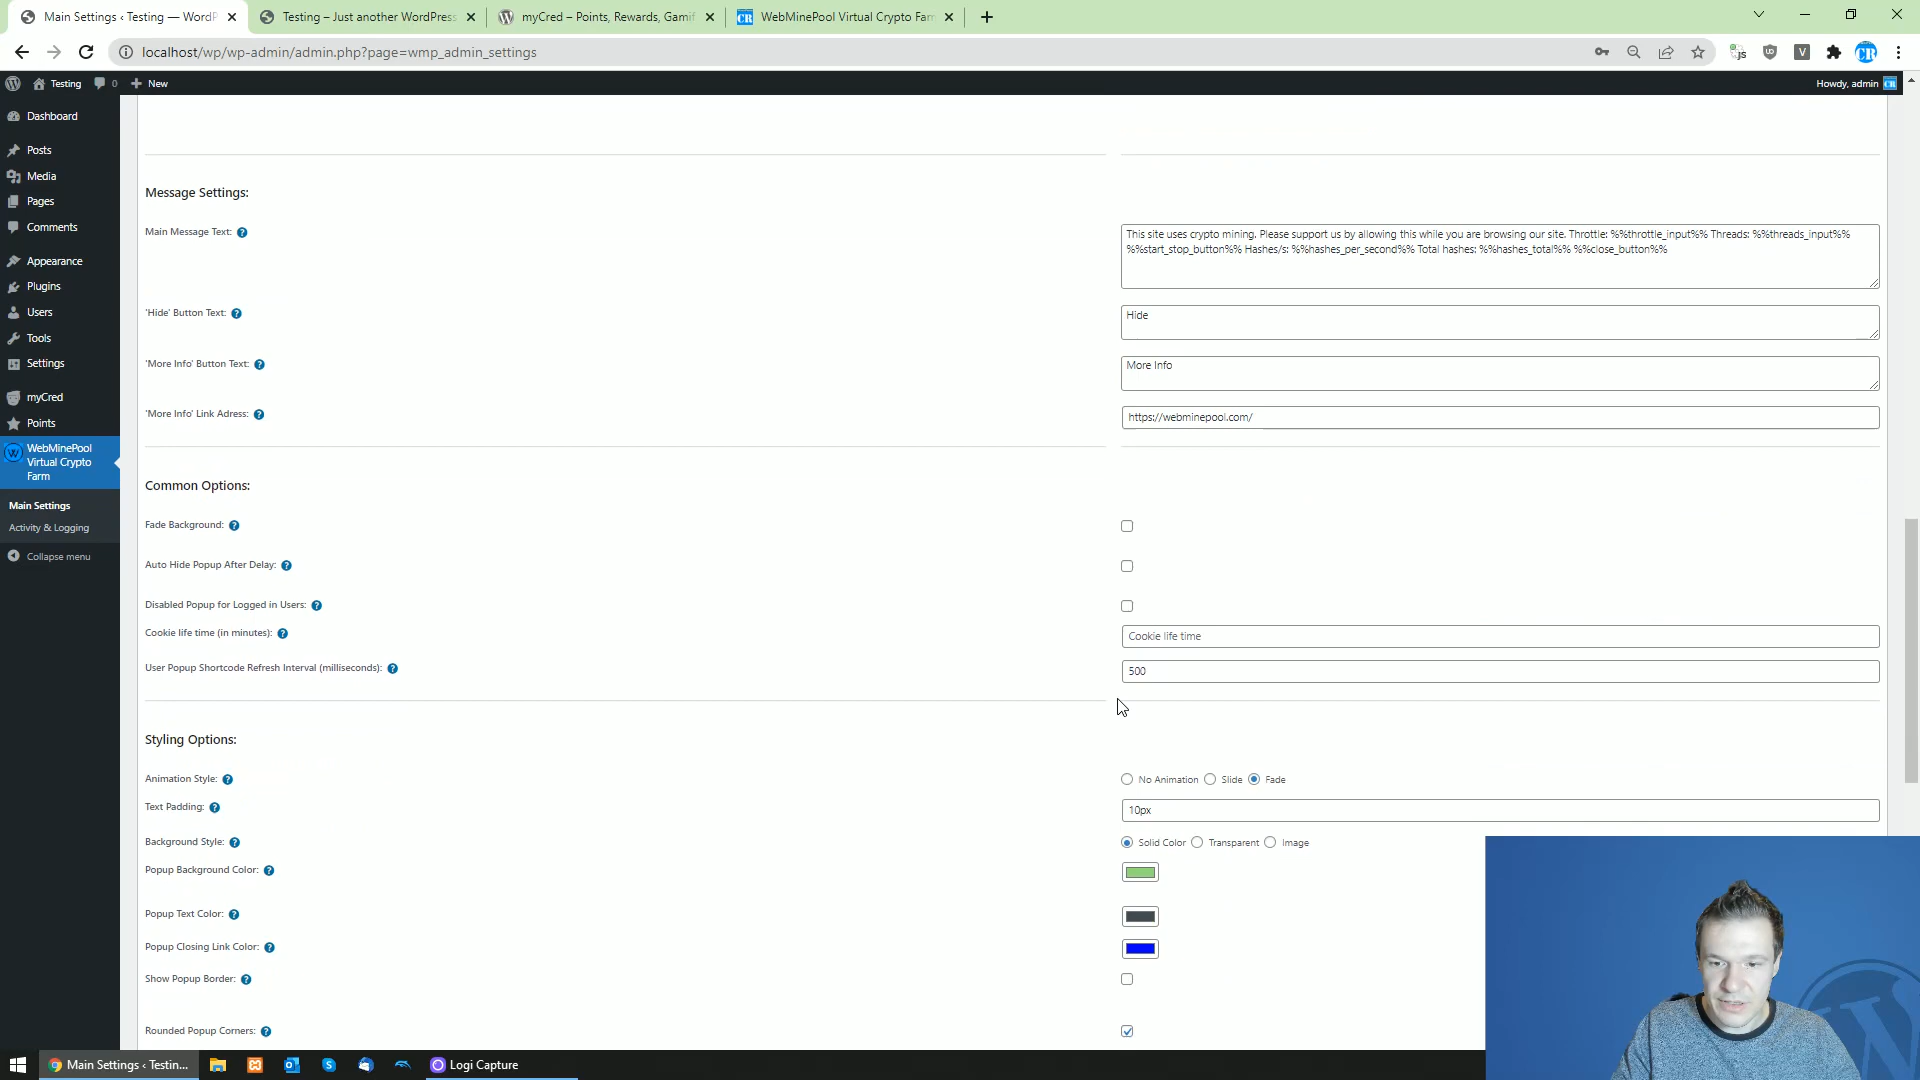 Main Settings ‹ Testing — WordP
Testing – Just another WordPress
myCred – Points, Rewards, Gamif
WebMinePool Virtual Crypto Farm
localhost/wp/wp-admin/admin.php?page=wmp_admin_settings
Testing
0
New
Howdy, admin
Dashboard
Posts
Media
Pages
Comments
Appearance
Plugins
Users
Tools
Settings
myCred
Points
WebMinePool
Virtual Crypto
Farm
Main Settings
Activity & Logging
Collapse menu
Message Settings:
Main Message Text:
This site uses crypto mining. Please support us by allowing this while you are browsing our site. Throttle: %%throttle_input%% Threads: %%threads_input%%
%%start_stop_button%% Hashes/s: %%hashes_per_second%% Total hashes: %%hashes_total%% %%close_button%%
'Hide' Button Text:
Hide
'More Info' Button Text:
More Info
'More Info' Link Adress:
https://webminepool.com/
Common Options:
Fade Background:
Auto Hide Popup After Delay:
Disabled Popup for Logged in Users:
Cookie life time (in minutes):
Cookie life time
User Popup Shortcode Refresh Interval (milliseconds):
500
Styling Options:
Animation Style:
No Animation Slide Fade
Text Padding:
10px
Background Style:
Solid Color Transparent Image
Popup Background Color:
Popup Text Color:
Popup Closing Link Color:
Show Popup Border:
Rounded Popup Corners:
Main Settings ‹ Testin...
Logi Capture